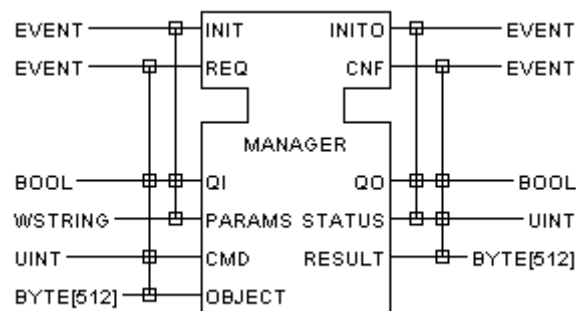 EVENT INIT INITO EVENT
EVENT REQ CNF EVENT
MANAGER
BOOL QI QO BOOL
WSTRING PARAMS STATUS UINT
UINT CMD RESULT BYTE[512]
BYTE[512] OBJECT